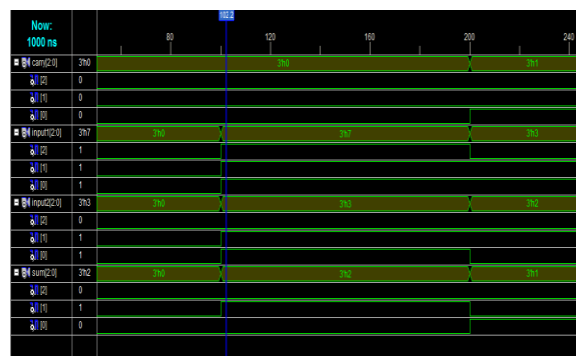 Now:
1000 ns
102.2
80 120 160 200 240
carry[2:0] 3'h0 3'h0 3'h1
[2] 0
[1] 0
[0] 0
input1[2:0] 3'h7 3'h0 3'h7 3'h3
[2] 1
[1] 1
[0] 1
input2[2:0] 3'h3 3'h0 3'h3 3'h2
[2] 0
[1] 1
[0] 1
sum[2:0] 3'h2 3'h0 3'h2 3'h1
[2] 0
[1] 1
[0] 0